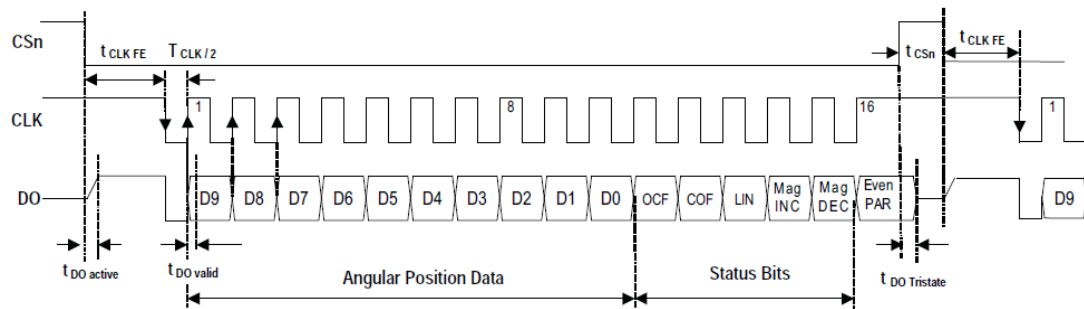 CSn
t CLK FE
T CLK/2
t CSn
t CLK FE
CLK
1
8
16
1
DO
D9
D8
D7
D6
D5
D4
D3
D2
D1
D0
OCF
COF
LIN
Mag
INC
Mag
DEC
Even
PAR
D9
t DO active
t DO valid
Angular Position Data
Status Bits
t DO Tristate